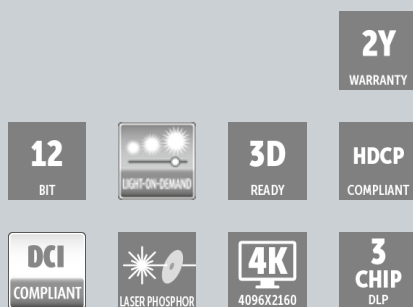 2Y
WARRANTY
12
BIT
LIGHT-ON-DEMAND
3D
READY
HDCP
COMPLIANT
DCI
COMPLIANT
LASER PHOSPHOR
4K
4096X2160
3
CHIP
DLP